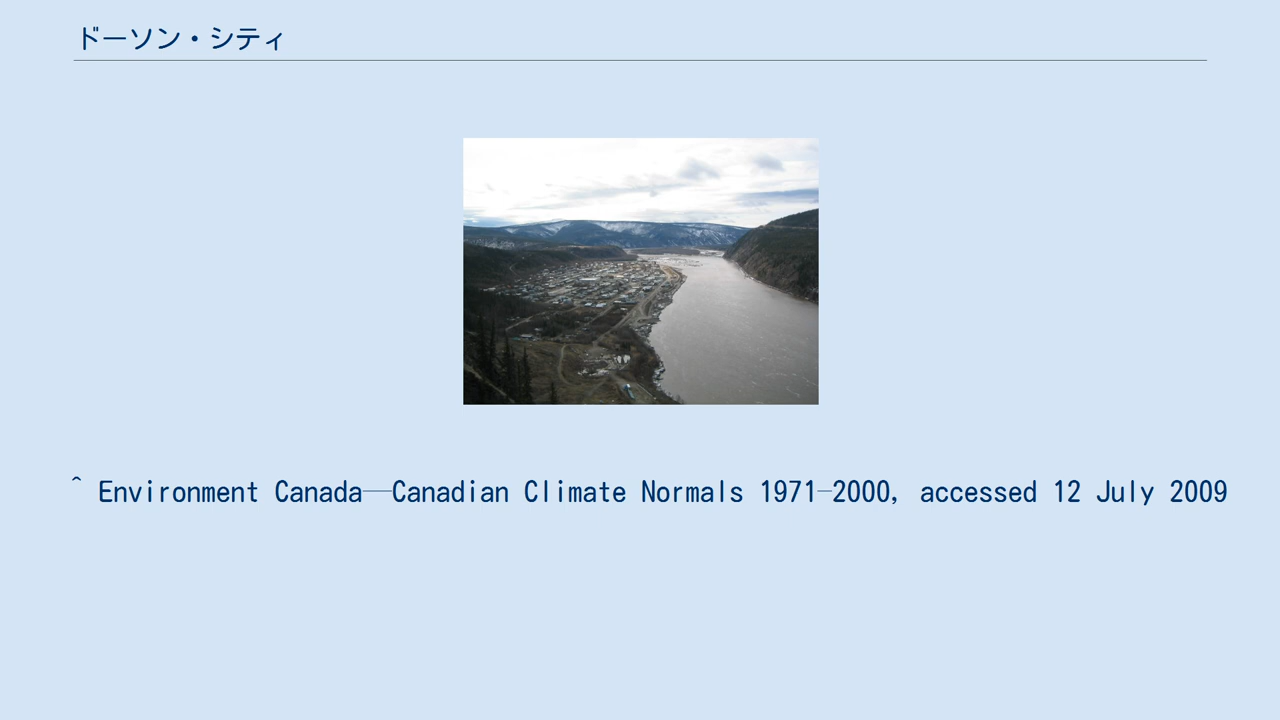 ドーソン・シティ
^ Environment Canada—Canadian Climate Normals 1971–2000, accessed 12 July 2009